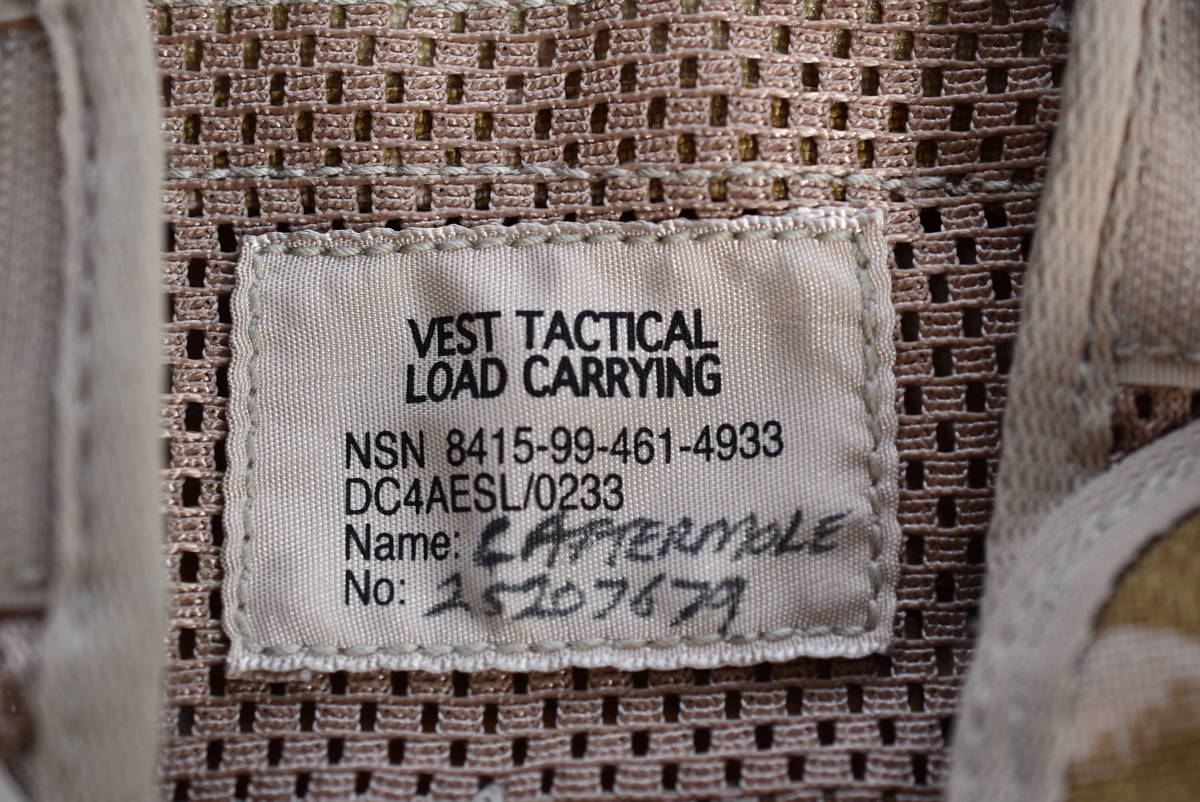 VEST TACTICAL
LOAD CARRYING
NSN 8415-99-461-4933
DC4AESL/0233
Name: CATTERMOLE
No: 25207679